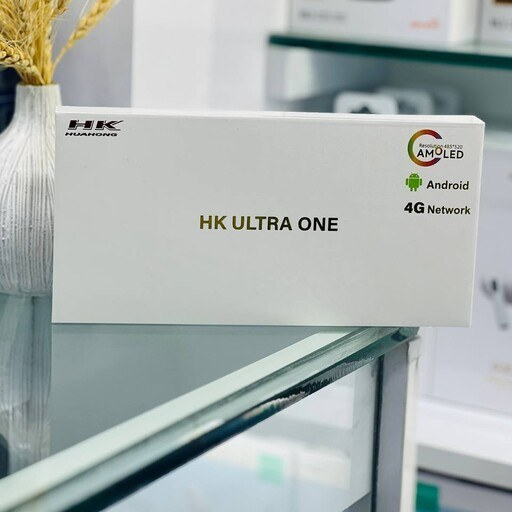 HK
HUAHONG
Resolution 485*520
AMOLED
Android
4G Network
HK ULTRA ONE